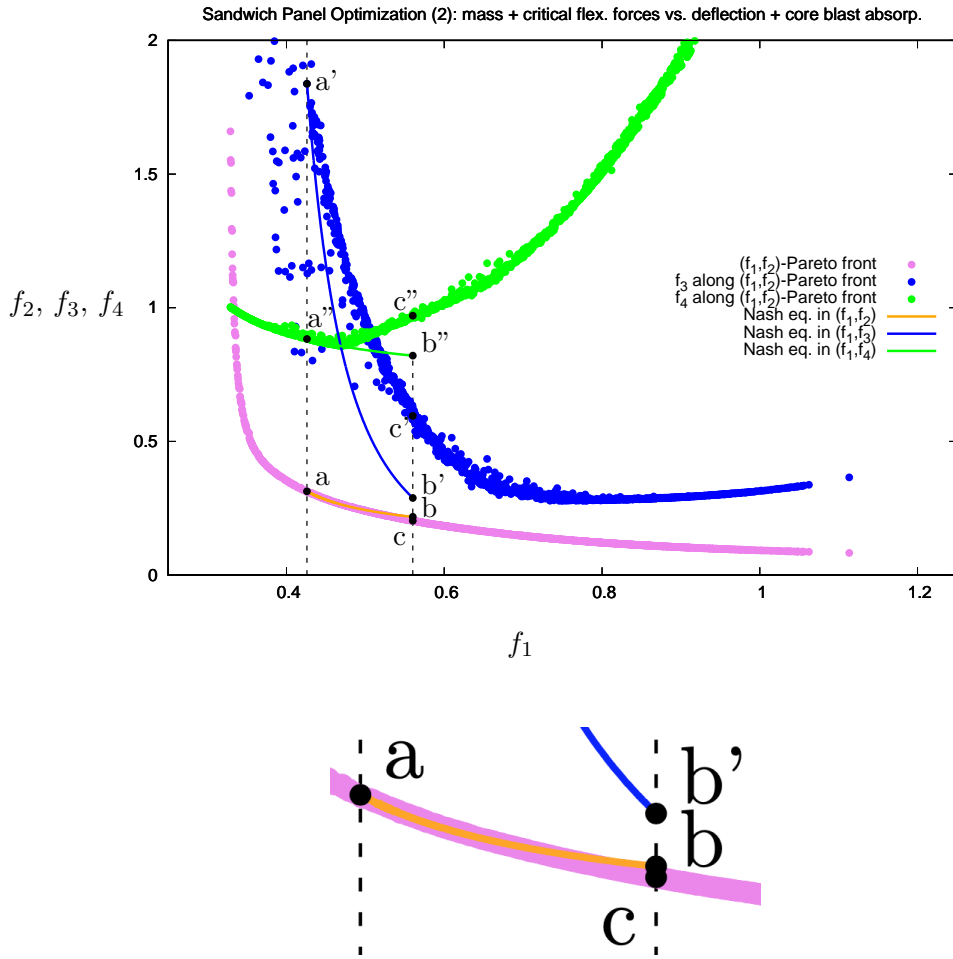 Sandwich Panel Optimization (2): mass + critical flex. forces vs. deflection + core blast absorp.
2
a'
1.5
(f₁,f₂)-Pareto front
f₃ along (f₁,f₂)-Pareto front
f₄ along (f₁,f₂)-Pareto front
Nash eq. in (f₁,f₂)
Nash eq. in (f₁,f₃)
Nash eq. in (f₁,f₄)
f₂, f₃, f₄
1
a''
c''
b''
c'
0.5
a
b'
b
c
0
0.4
0.6
0.8
1
1.2
f₁
a
b'
b
c